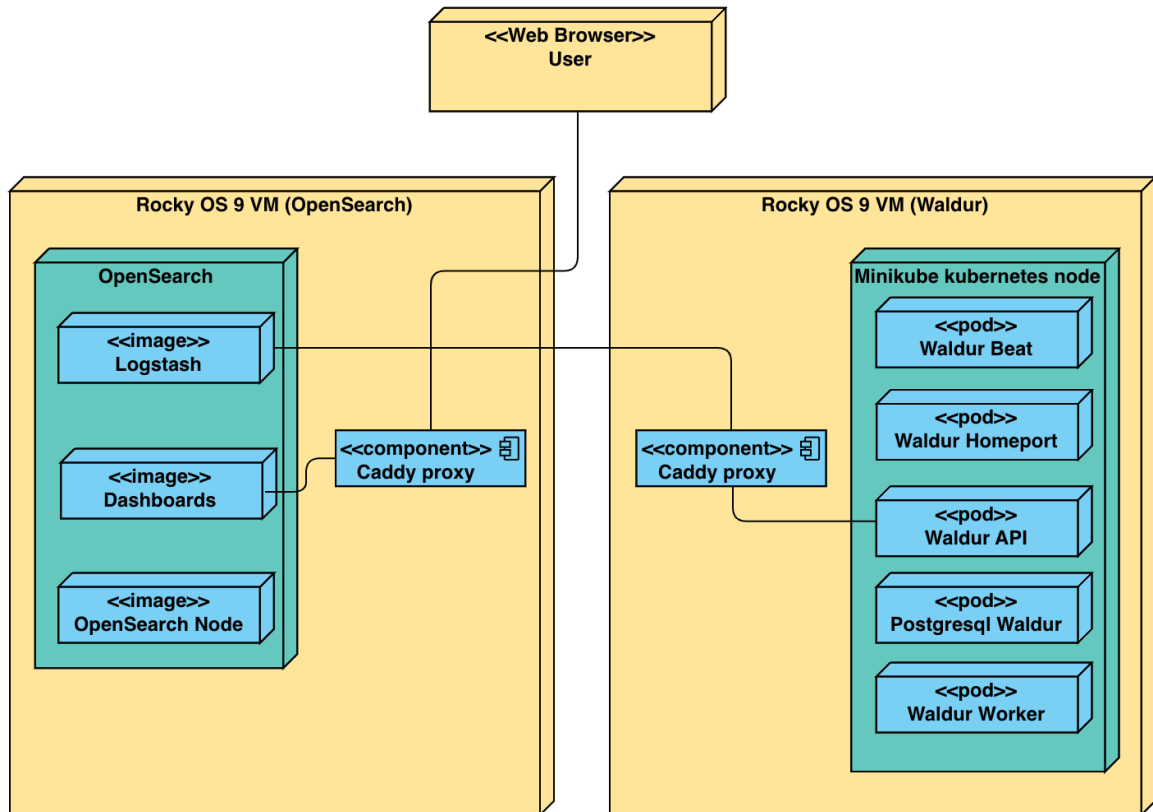 <<Web Browser>>
User
Rocky OS 9 VM (OpenSearch)
OpenSearch
<<image>>
Logstash
<<image>>
Dashboards
<<image>>
OpenSearch Node
<<component>>
Caddy proxy
Rocky OS 9 VM (Waldur)
<<component>>
Caddy proxy
Minikube kubernetes node
<<pod>>
Waldur Beat
<<pod>>
Waldur Homeport
<<pod>>
Waldur API
<<pod>>
Postgresql Waldur
<<pod>>
Waldur Worker